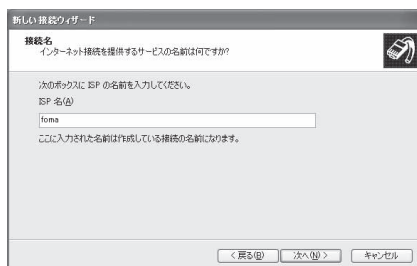 新しい接続ウィザード
接続名
インターネット接続を提供するサービスの名前は何ですか?
次のボックスに ISP の名前を入力してください。
ISP 名(A)
foma
ここに入力された名前は作成している接続の名前になります。
< 戻る(B) 次へ(N) > キャンセル